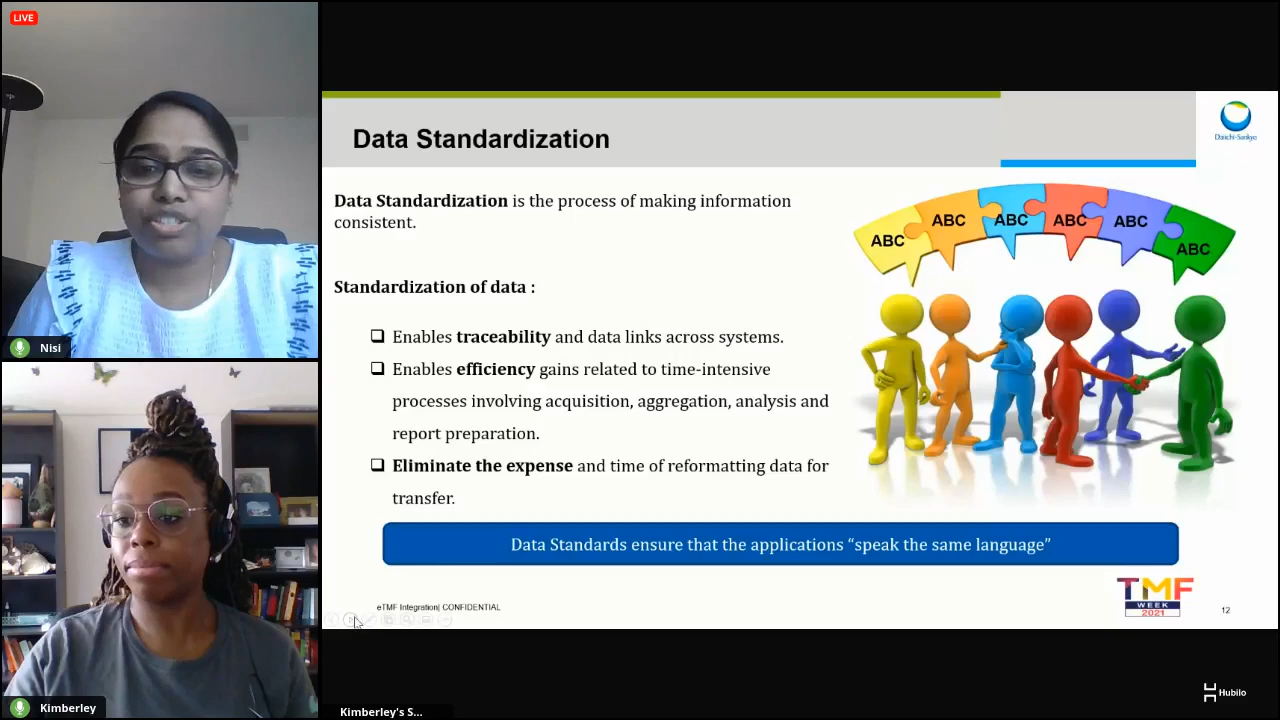 LIVE
Nisi
Kimberley
Data Standardization
Daiichi-Sankyo
Data Standardization is the process of making information
consistent.
Standardization of data :
❑ Enables traceability and data links across systems.
❑ Enables efficiency gains related to time-intensive
processes involving acquisition, aggregation, analysis and
report preparation.
❑ Eliminate the expense and time of reformatting data for
transfer.
ABC
ABC
ABC
ABC
ABC
ABC
Data Standards ensure that the applications “speak the same language”
eTMF Integration| CONFIDENTIAL
TMF
WEEK
2021
12
Kimberley's S...
Hubilo